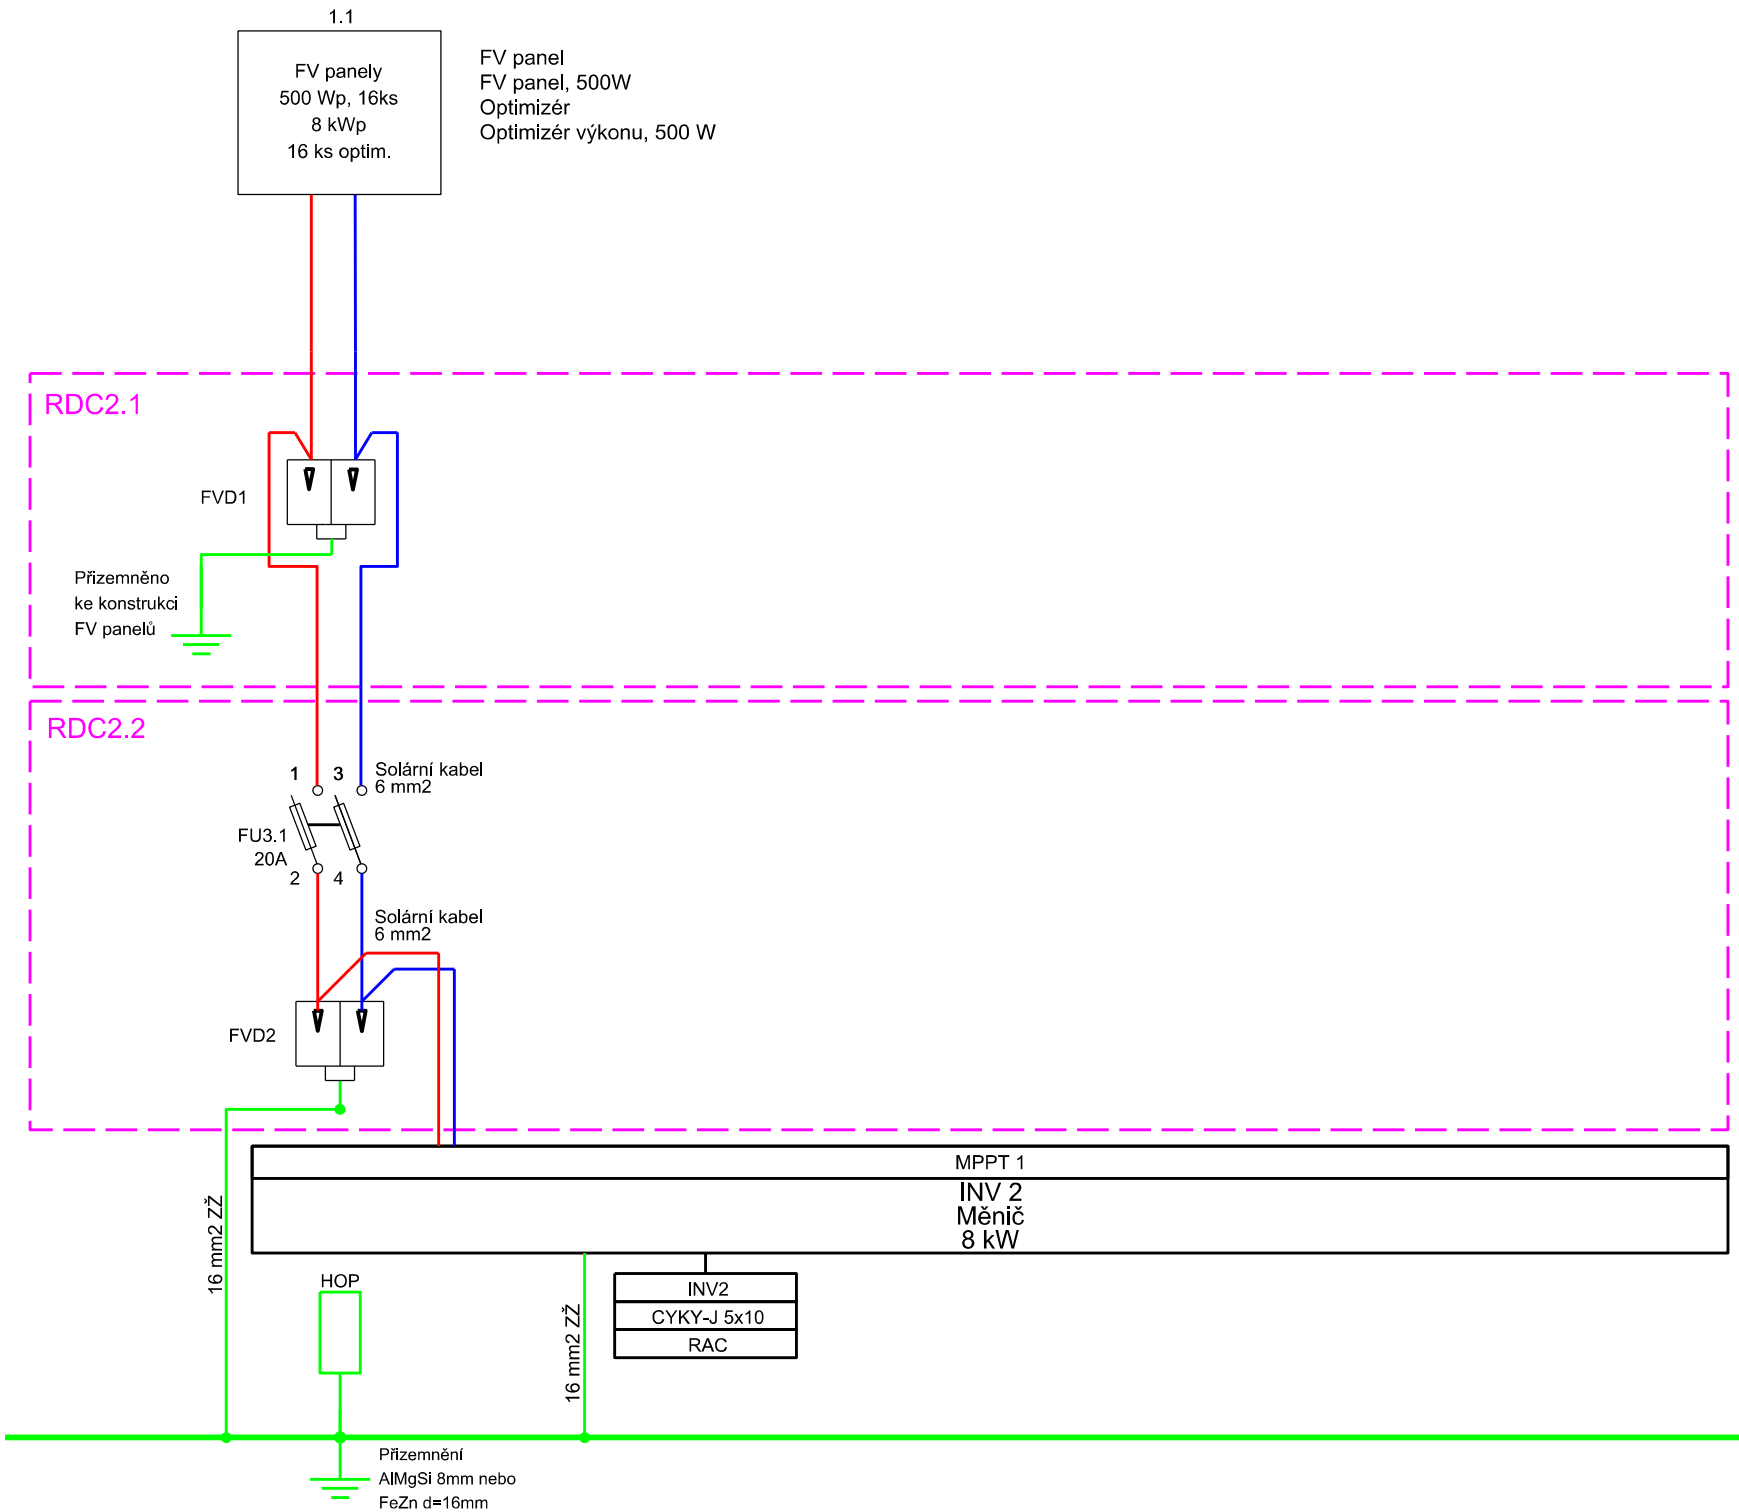 1.1
FV panely
500 Wp, 16ks
8 kWp
16 ks optim.
FV panel
FV panel, 500W
Optimizér
Optimizér výkonu, 500 W
RDC2.1
FVD1
Přizemněno
ke konstrukci
FV panelů
RDC2.2
1 3
Solární kabel
6 mm2
FU3.1
20A
2 4
Solární kabel
6 mm2
FVD2
MPPT 1
INV 2
Měnič
8 kW
16 mm2 ZŽ
HOP
INV2
CYKY-J 5x10
RAC
16 mm2 ZŽ
Přizemnění
AlMgSi 8mm nebo
FeZn d=16mm